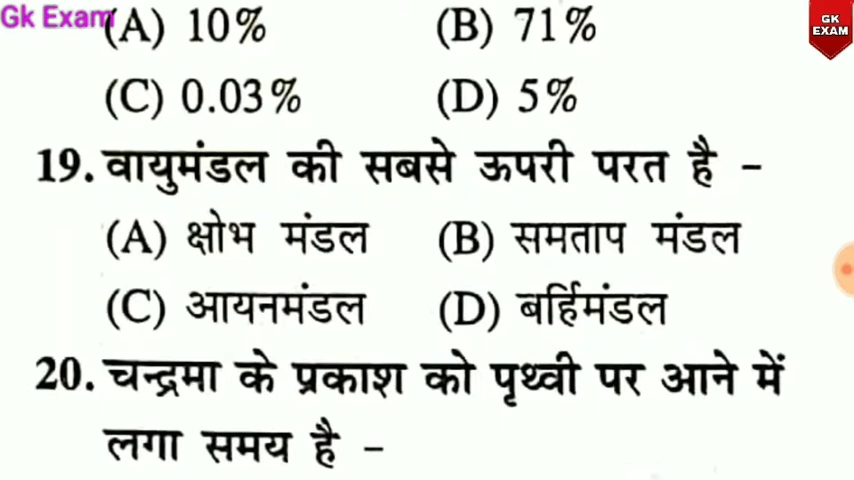 Gk Exam
GK
EXAM
(A) 10% (B) 71%
(C) 0.03% (D) 5%
19. वायुमंडल की सबसे ऊपरी परत है -
(A) क्षोभ मंडल (B) समताप मंडल
(C) आयनमंडल (D) बर्हिमंडल
20. चन्द्रमा के प्रकाश को पृथ्वी पर आने में
लगा समय है -